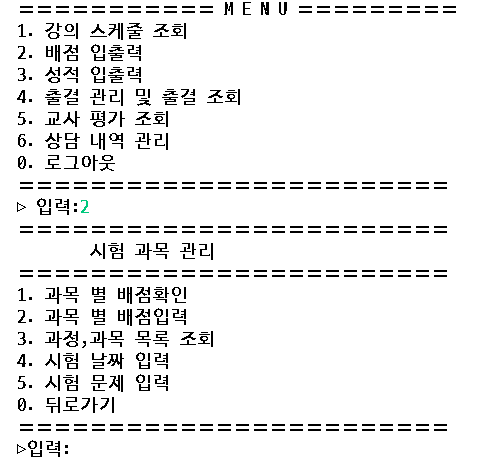 =========== M E N U =========
1. 강의 스케줄 조회
2. 배점 입출력
3. 성적 입출력
4. 출결 관리 및 출결 조회
5. 교사 평가 조회
6. 상담 내역 관리
0. 로그아웃
========================
▷ 입력:2
========================
시험 과목 관리
========================
1. 과목 별 배점확인
2. 과목 별 배점입력
3. 과정,과목 목록 조회
4. 시험 날짜 입력
5. 시험 문제 입력
0. 뒤로가기
========================
▷입력: